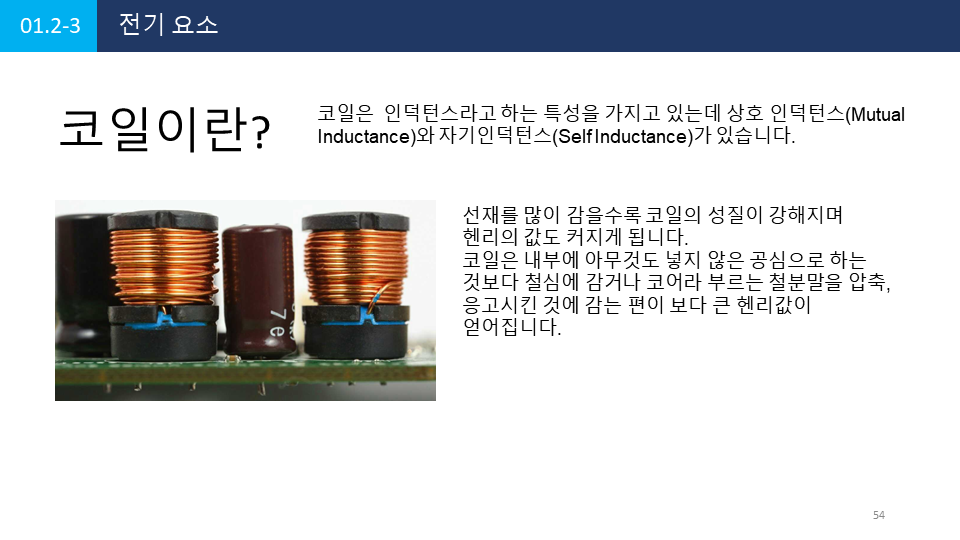 01.2-3 전기 요소
코일이란?
코일은 인덕턴스라고 하는 특성을 가지고 있는데 상호 인덕턴스(Mutual
Inductance)와 자기인덕턴스(Self Inductance)가 있습니다.
선재를 많이 감을수록 코일의 성질이 강해지며
헨리의 값도 커지게 됩니다.
코일은 내부에 아무것도 넣지 않은 공심으로 하는
것보다 철심에 감거나 코어라 부르는 철분말을 압축,
응고시킨 것에 감는 편이 보다 큰 헨리값이
얻어집니다.
7e
54